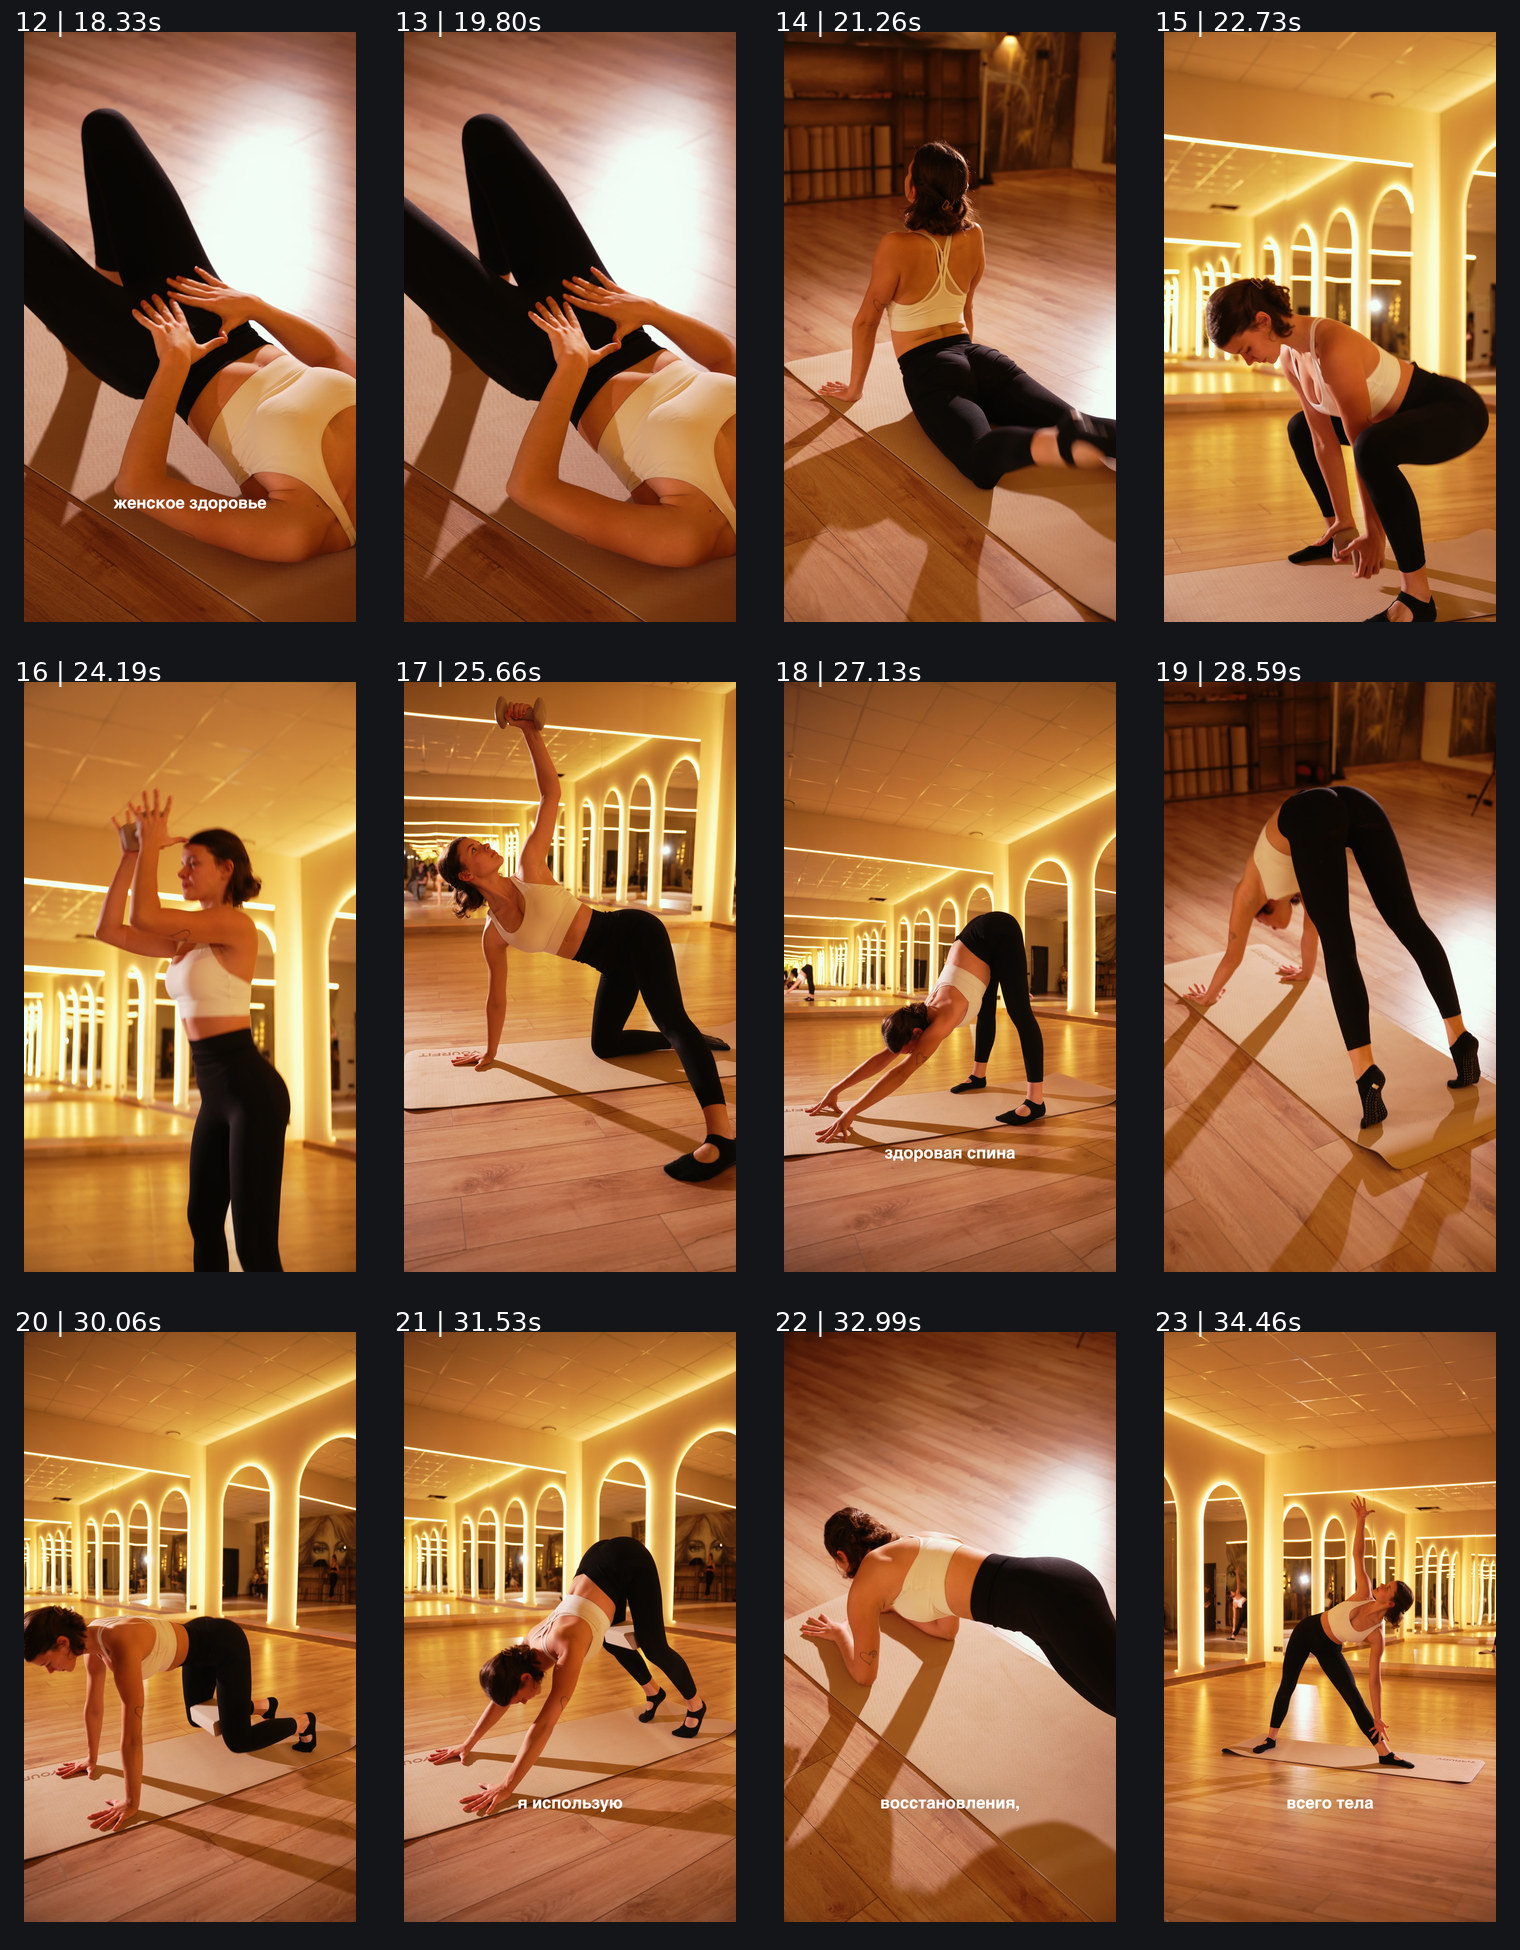 12 | 18.33s
13 | 19.80s
14 | 21.26s
15 | 22.73s
женское здоровье
16 | 24.19s
17 | 25.66s
18 | 27.13s
19 | 28.59s
здоровая спина
20 | 30.06s
21 | 31.53s
22 | 32.99s
23 | 34.46s
я использую
восстановления,
всего тела